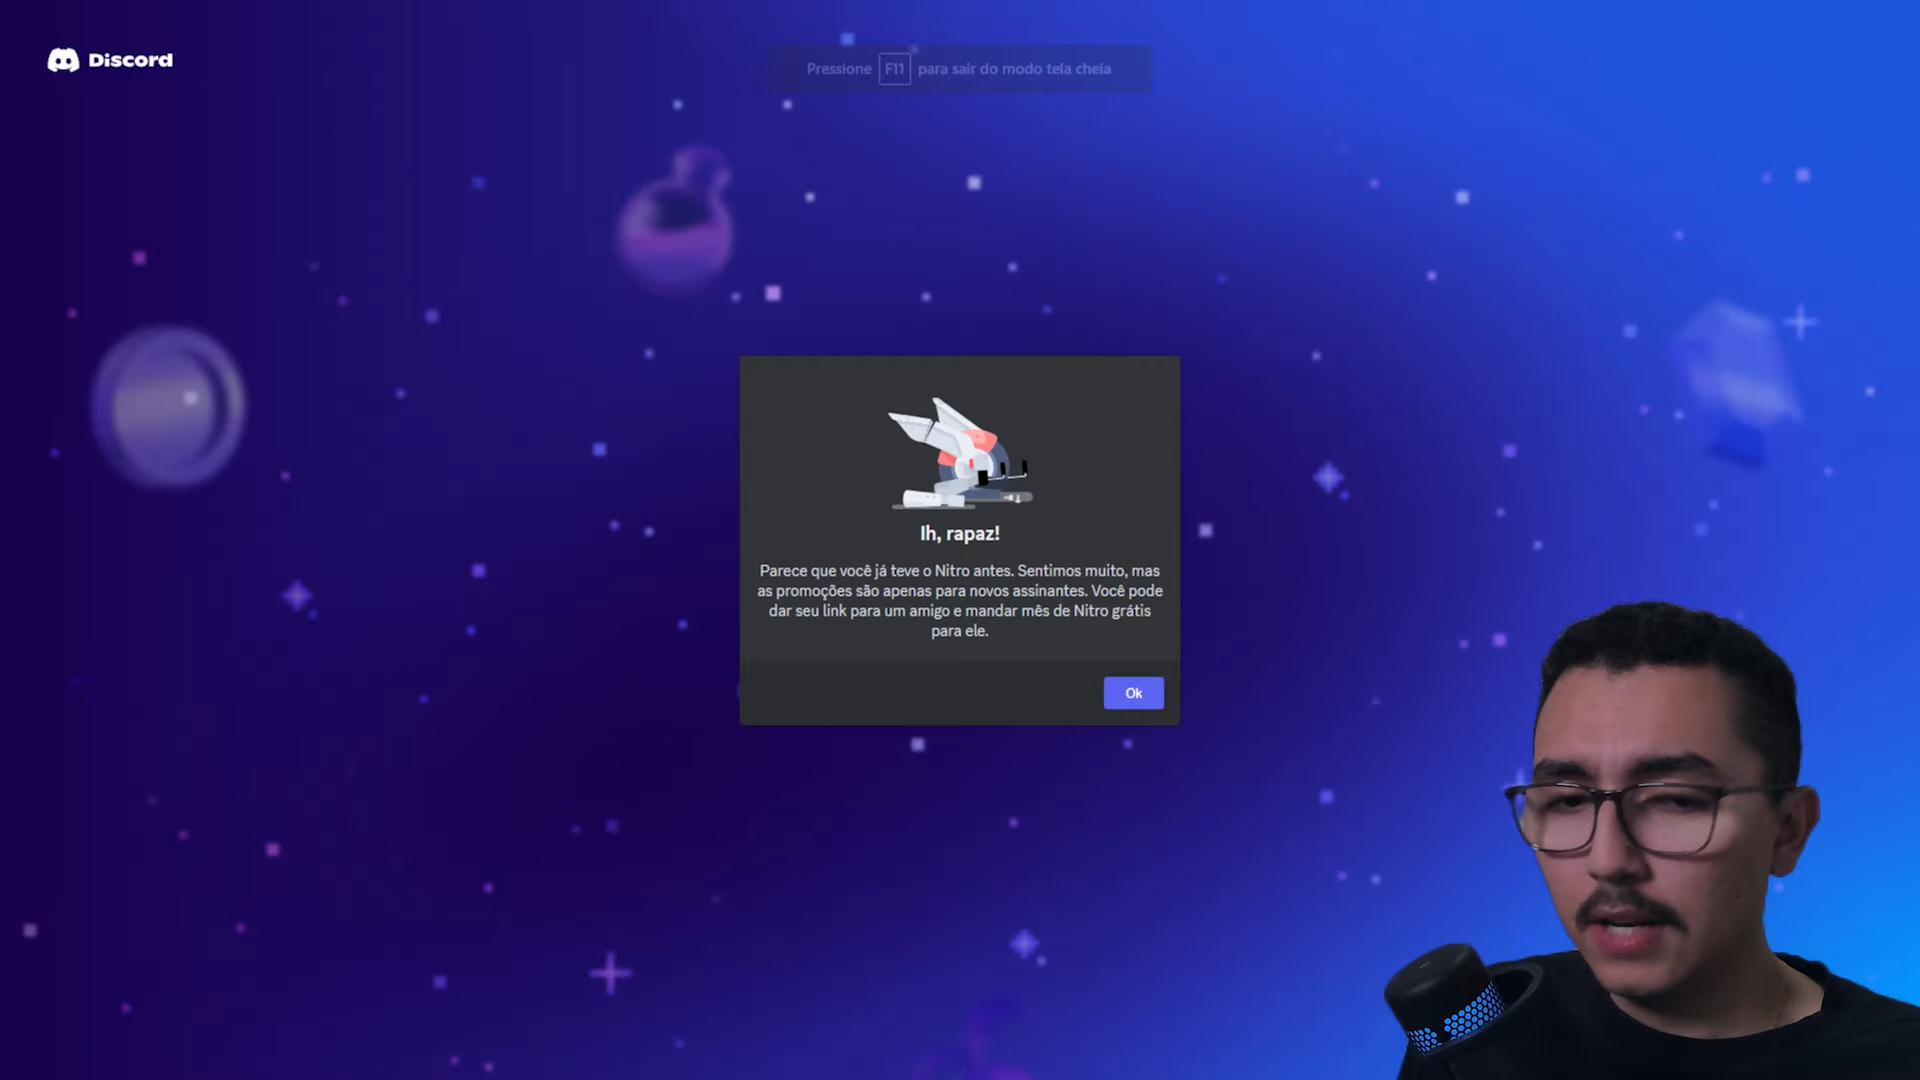 Discord
Pressione F11 para sair do modo tela cheia
Ih, rapaz!
Parece que você já teve o Nitro antes. Sentimos muito, mas
as promoções são apenas para novos assinantes. Você pode
dar seu link para um amigo e mandar mês de Nitro grátis
para ele.
Ok